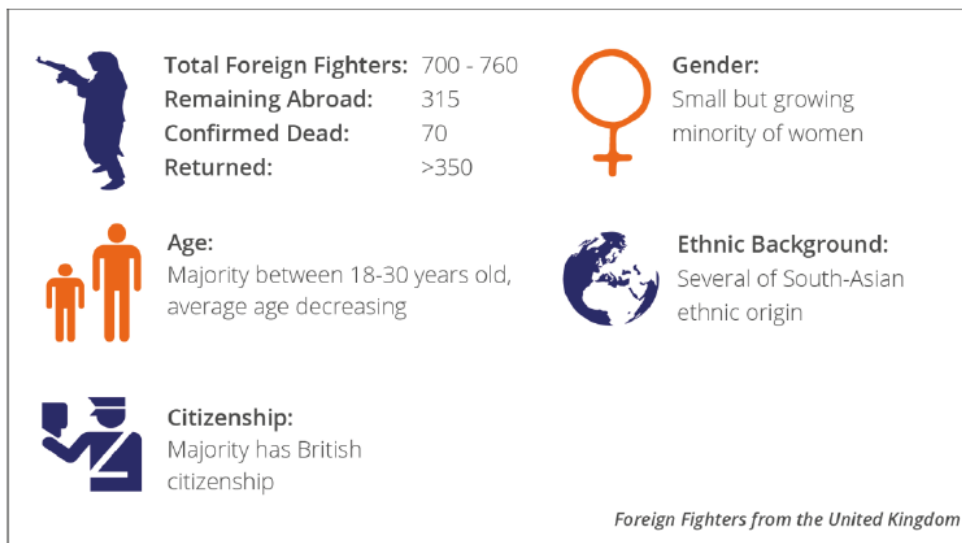 Total Foreign Fighters: 700 - 760
Remaining Abroad: 315
Confirmed Dead: 70
Returned: >350
Gender:
Small but growing
minority of women
Age:
Majority between 18-30 years old,
average age decreasing
Ethnic Background:
Several of South-Asian
ethnic origin
Citizenship:
Majority has British
citizenship
Foreign Fighters from the United Kingdom